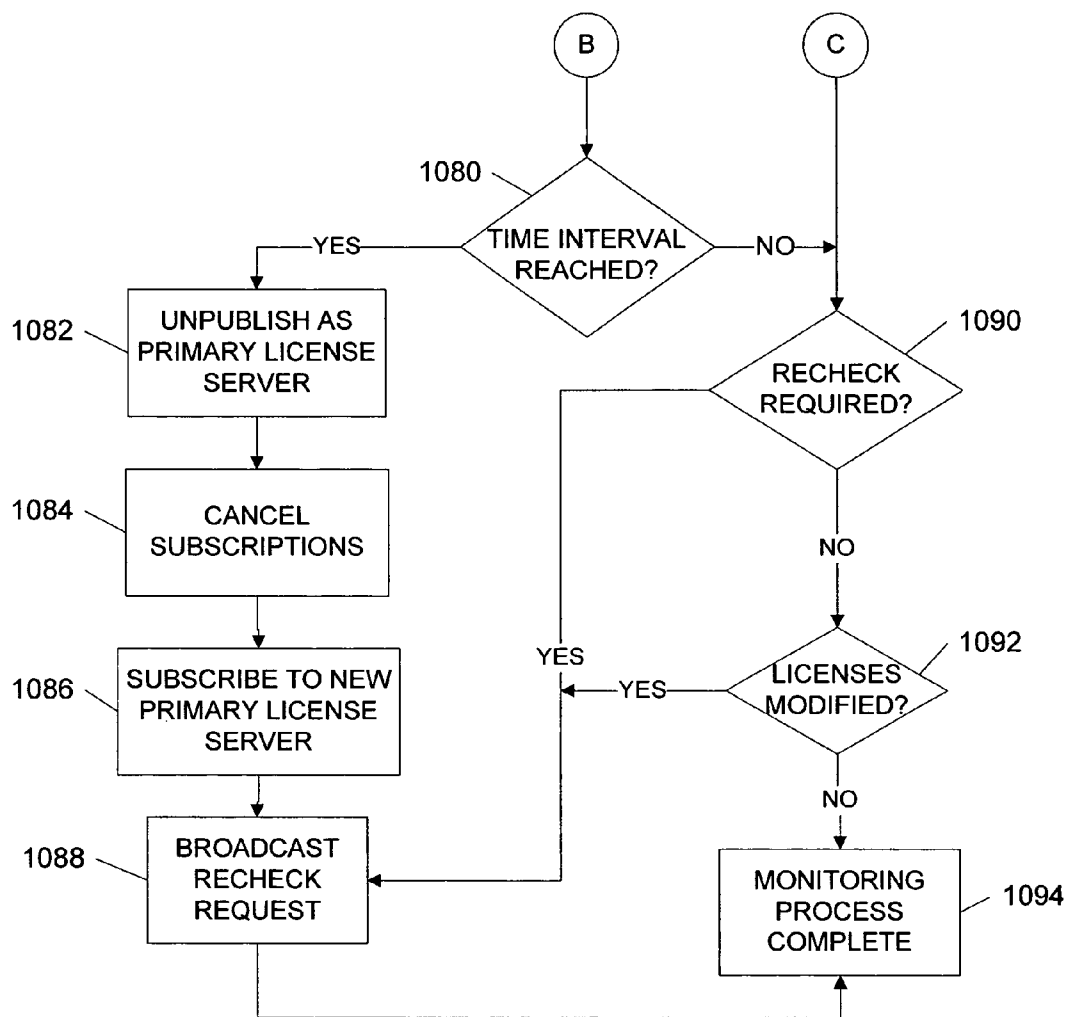 B
C
1080
TIME INTERVAL
REACHED?
YES
NO
1082
UNPUBLISH AS
PRIMARY LICENSE
SERVER
1090
RECHECK
REQUIRED?
1084
CANCEL
SUBSCRIPTIONS
NO
1086
SUBSCRIBE TO NEW
PRIMARY LICENSE
SERVER
YES
YES
1092
LICENSES
MODIFIED?
NO
1088
BROADCAST
RECHECK
REQUEST
MONITORING
PROCESS
COMPLETE
1094